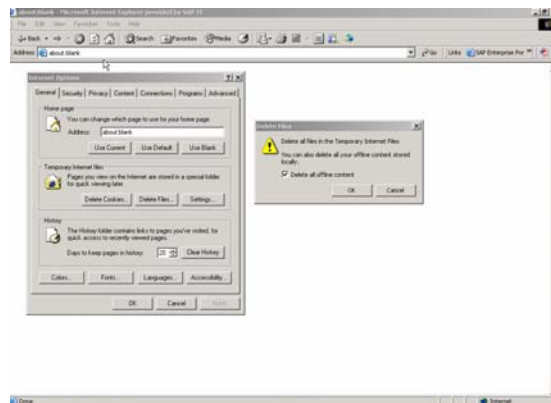 about:blank - Microsoft Internet Explorer provided by SAP IT
File Edit View Favorites Tools Help
Back Search Favorites Media
Address about:blank Go Links SAP Enterprise Por
Internet Options
General Security Privacy Content Connections Programs Advanced
Home page
You can change which page to use for your home page.
Address: about:blank
Use Current Use Default Use Blank
Temporary Internet files
Pages you view on the Internet are stored in a special folder
for quick viewing later.
Delete Cookies... Delete Files... Settings...
History
The History folder contains links to pages you've visited, for
quick access to recently viewed pages.
Days to keep pages in history: 20 Clear History
Colors... Fonts... Languages... Accessibility...
OK Cancel Apply
Delete Files
Delete all files in the Temporary Internet Files
You can also delete all your offline content stored
locally.
Delete all offline content
OK Cancel
Done Internet